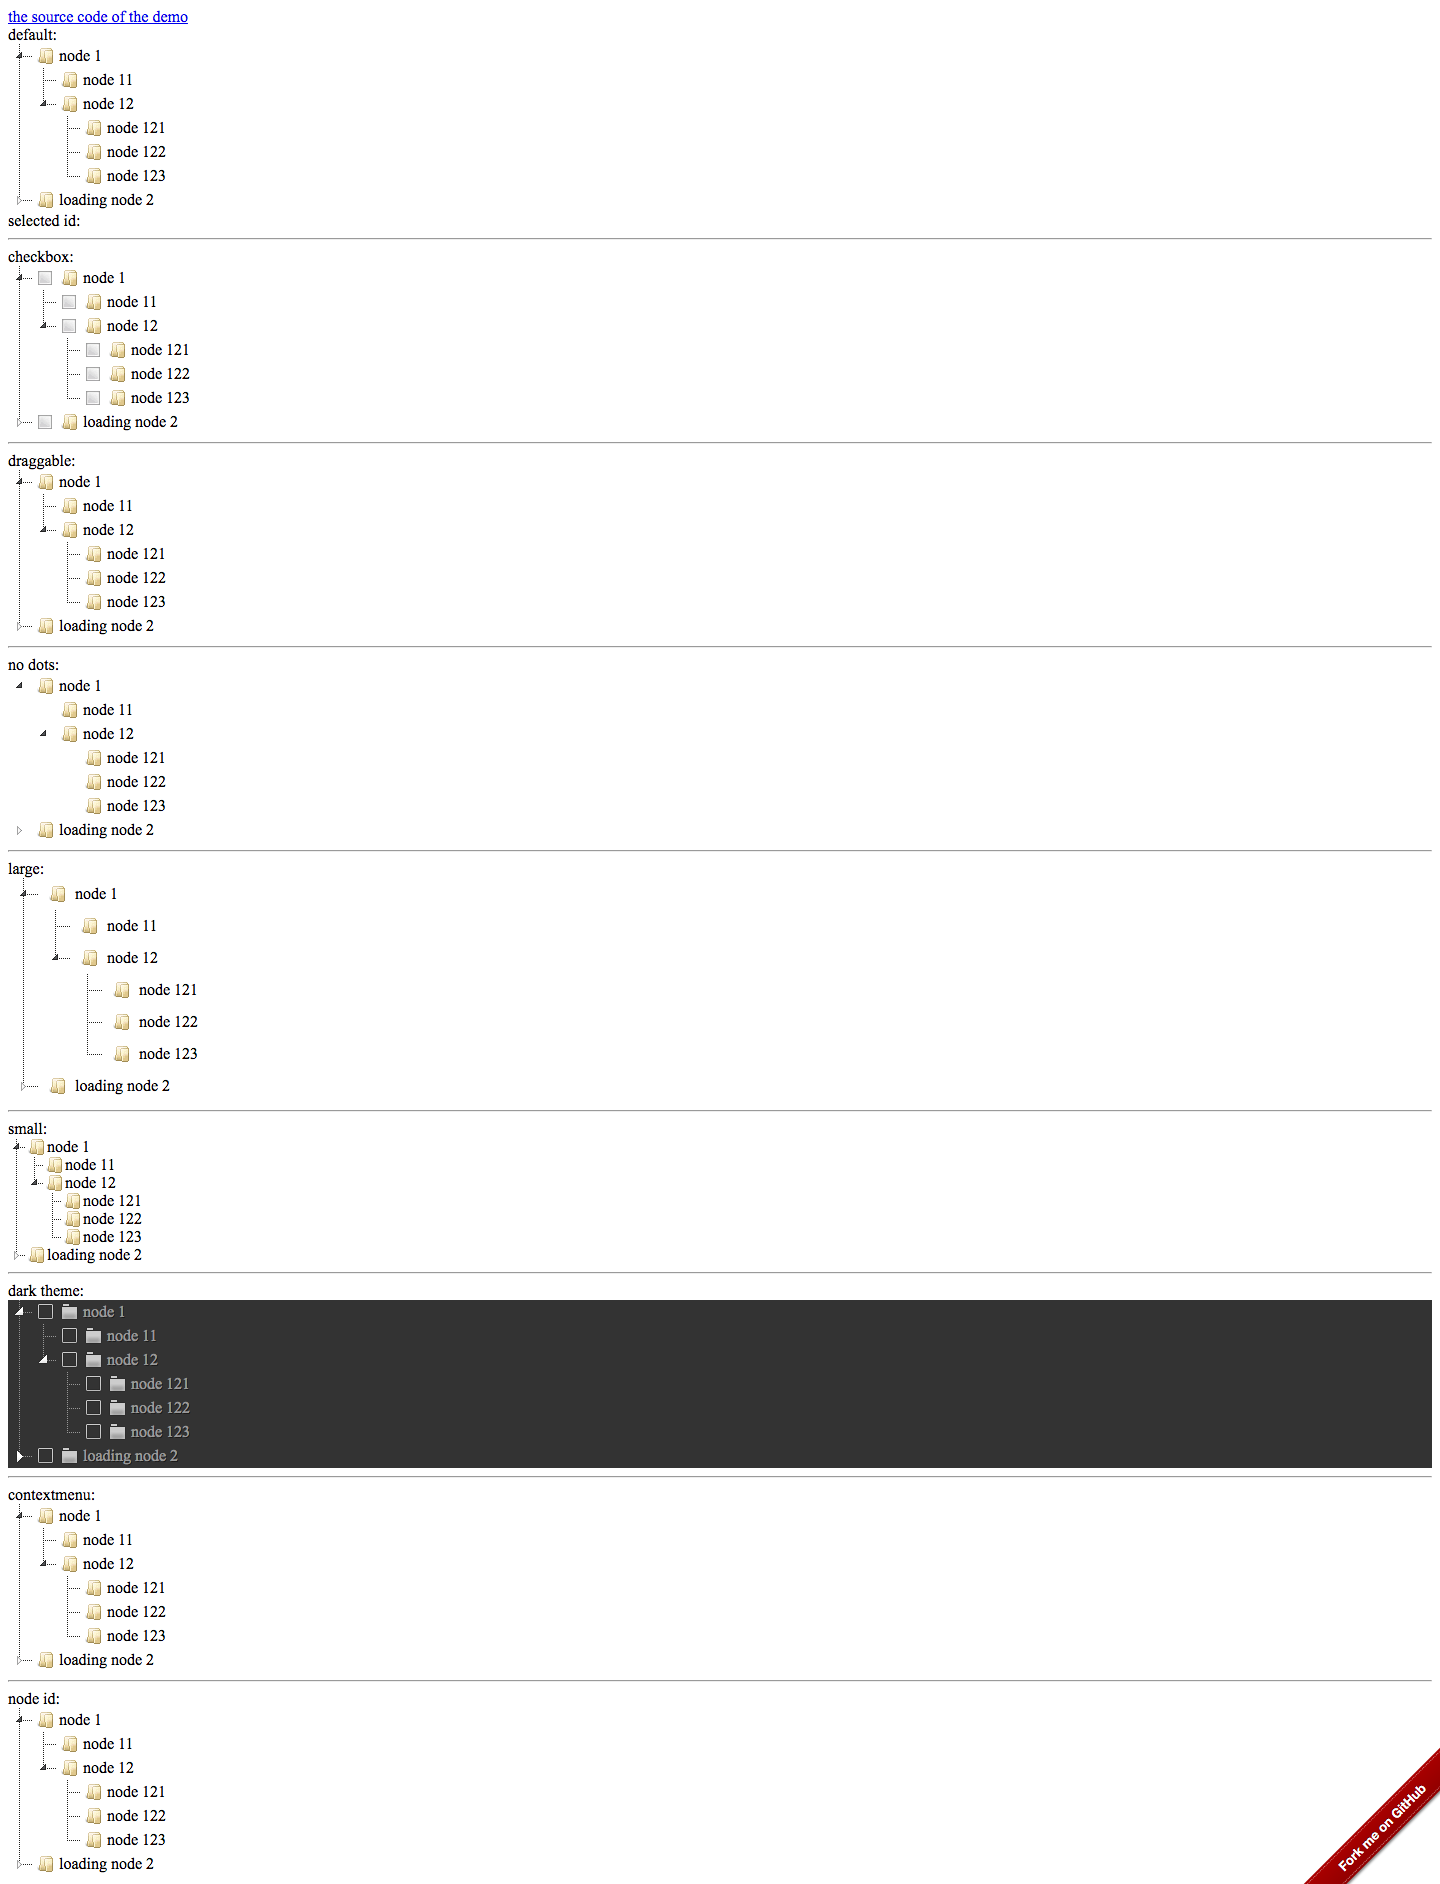 the source code of the demo
default:
node 1
node 11
node 12
node 121
node 122
node 123
loading node 2
selected id:
checkbox:
node 1
node 11
node 12
node 121
node 122
node 123
loading node 2
draggable:
node 1
node 11
node 12
node 121
node 122
node 123
loading node 2
no dots:
node 1
node 11
node 12
node 121
node 122
node 123
loading node 2
large:
node 1
node 11
node 12
node 121
node 122
node 123
loading node 2
small:
node 1
node 11
node 12
node 121
node 122
node 123
loading node 2
dark theme:
node 1
node 11
node 12
node 121
node 122
node 123
loading node 2
contextmenu:
node 1
node 11
node 12
node 121
node 122
node 123
loading node 2
node id:
node 1
node 11
node 12
node 121
node 122
node 123
loading node 2
Fork me on GitHub